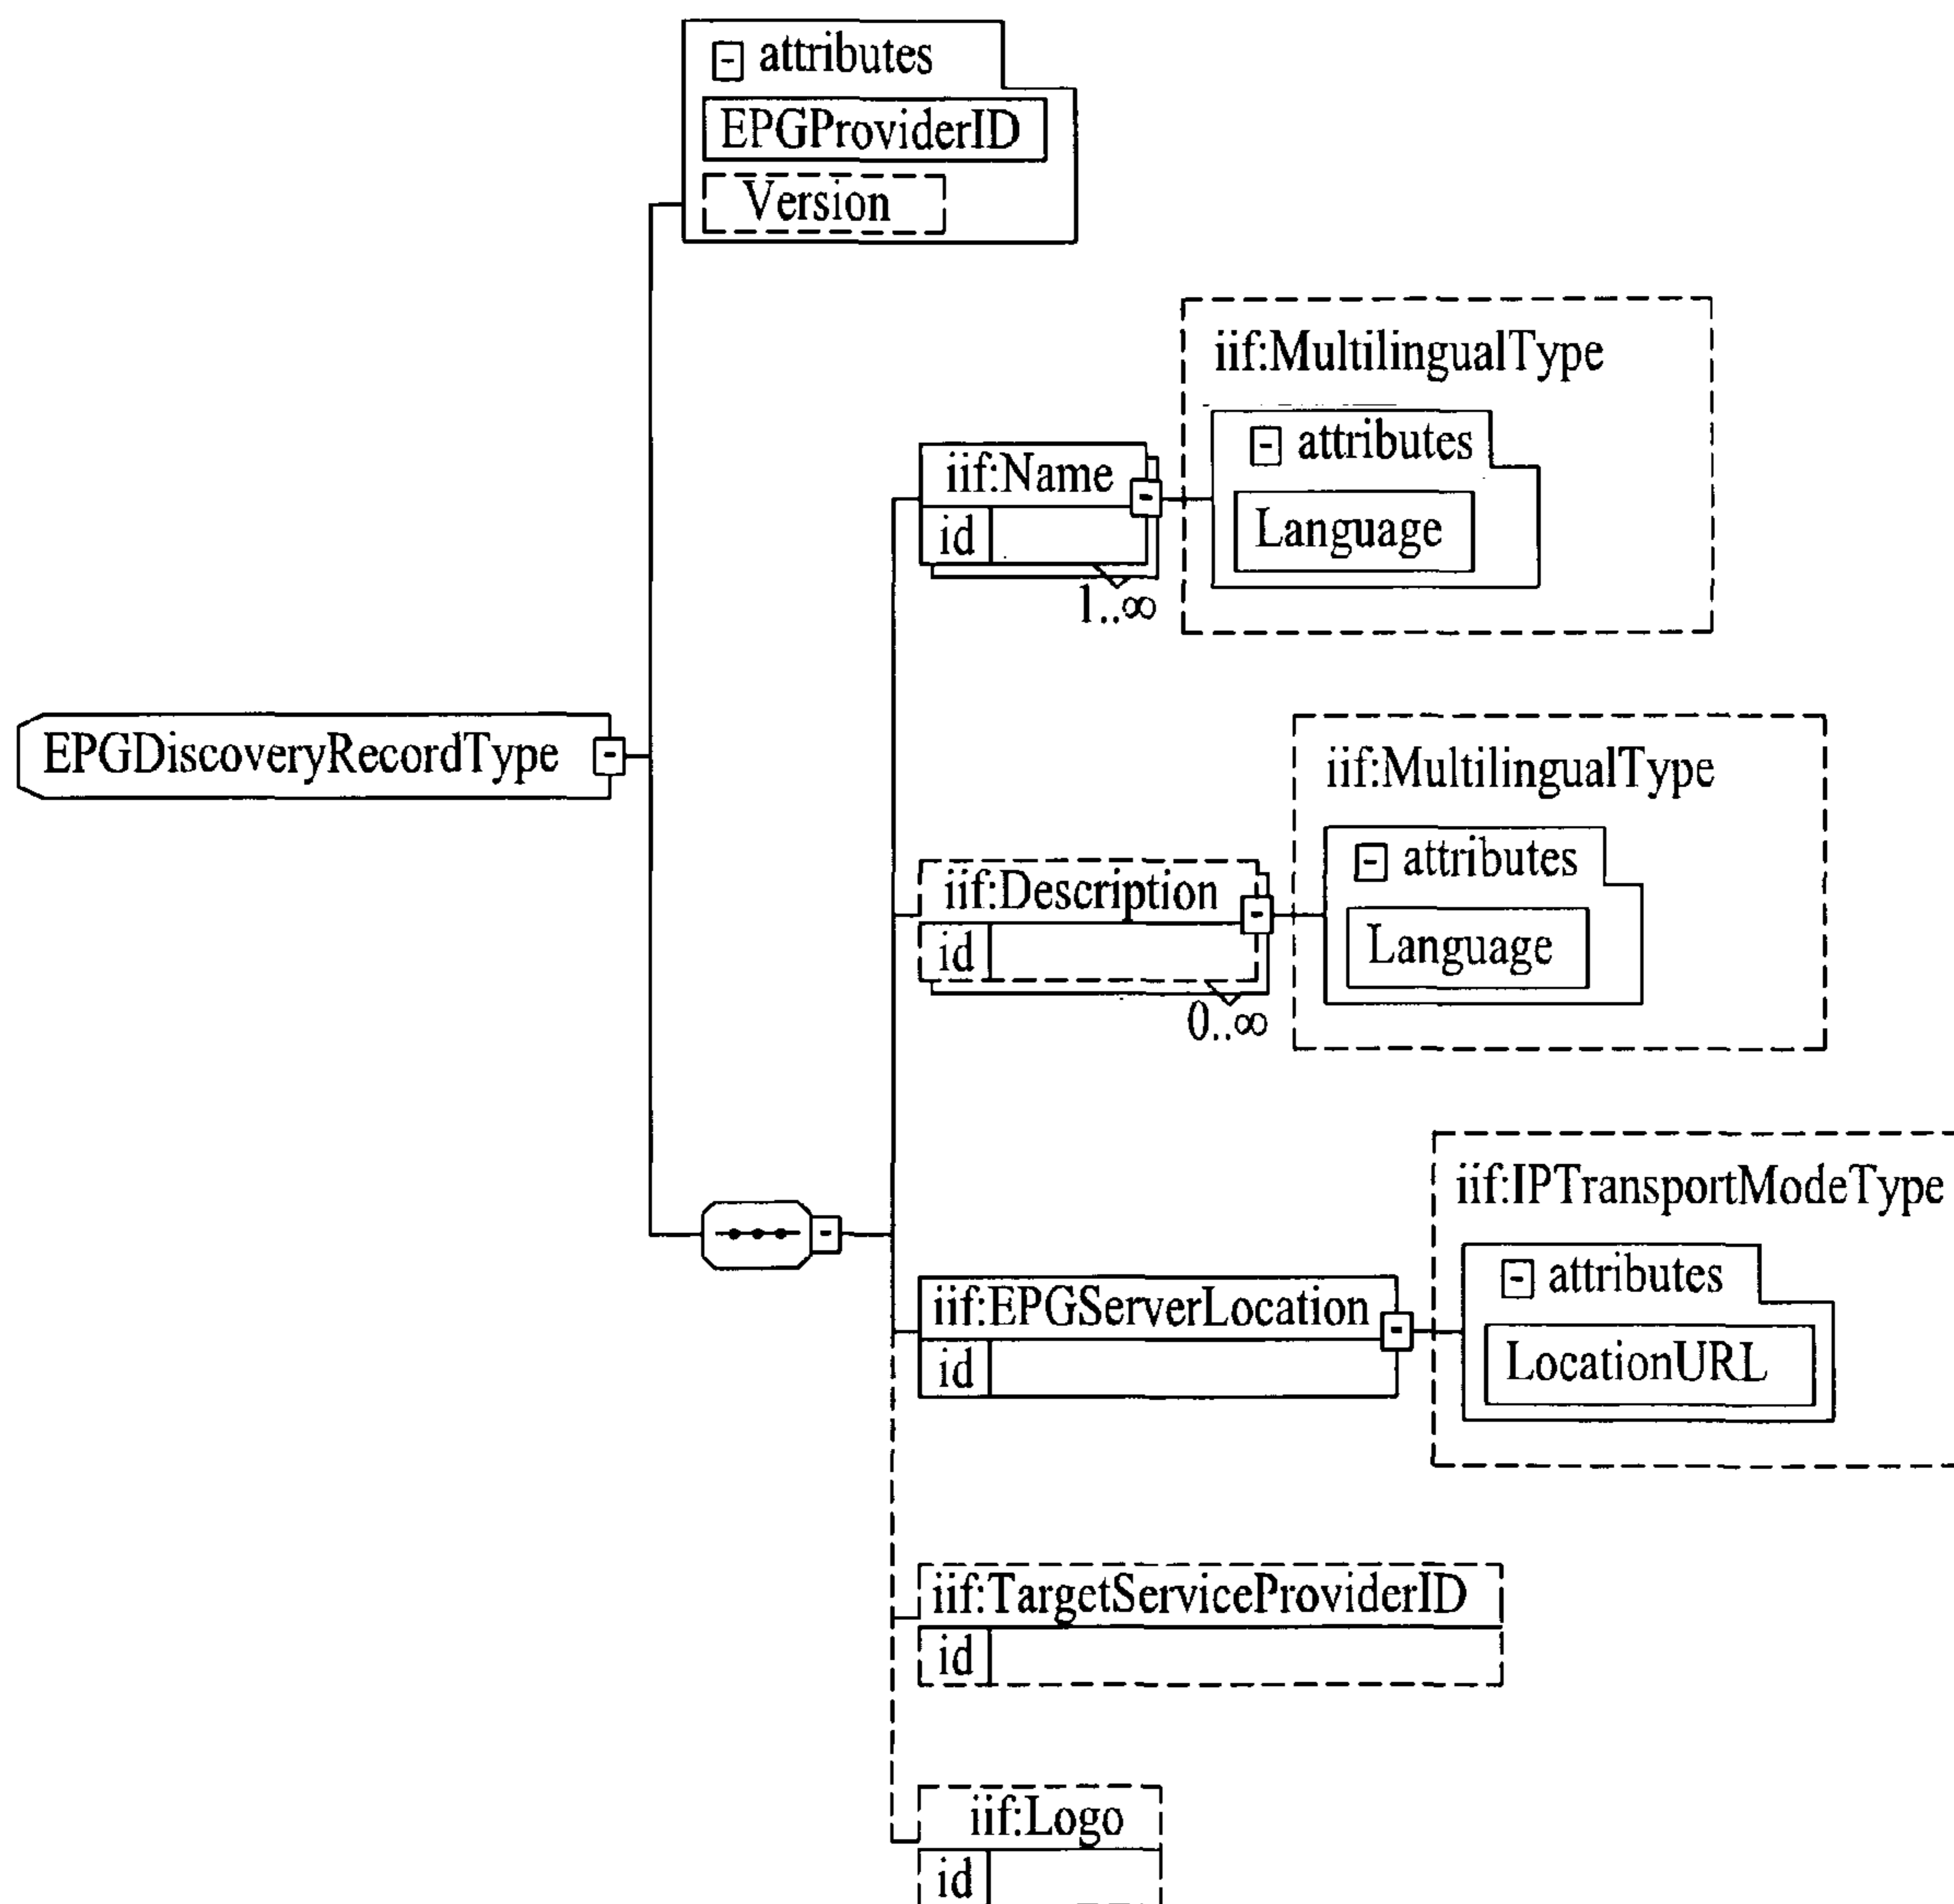 attributes
EPGProviderID
Version
iif:MultilingualType
attributes
iif:Name
Language
id
1..∞
EPGDiscoveryRecordType
iif:MultilingualType
attributes
iif:Description
Language
id
0..∞
iif:IPTransportModeType
attributes
iif:EPGServerLocation
LocationURL
id
iif:TargetServiceProviderID
id
iif:Logo
id